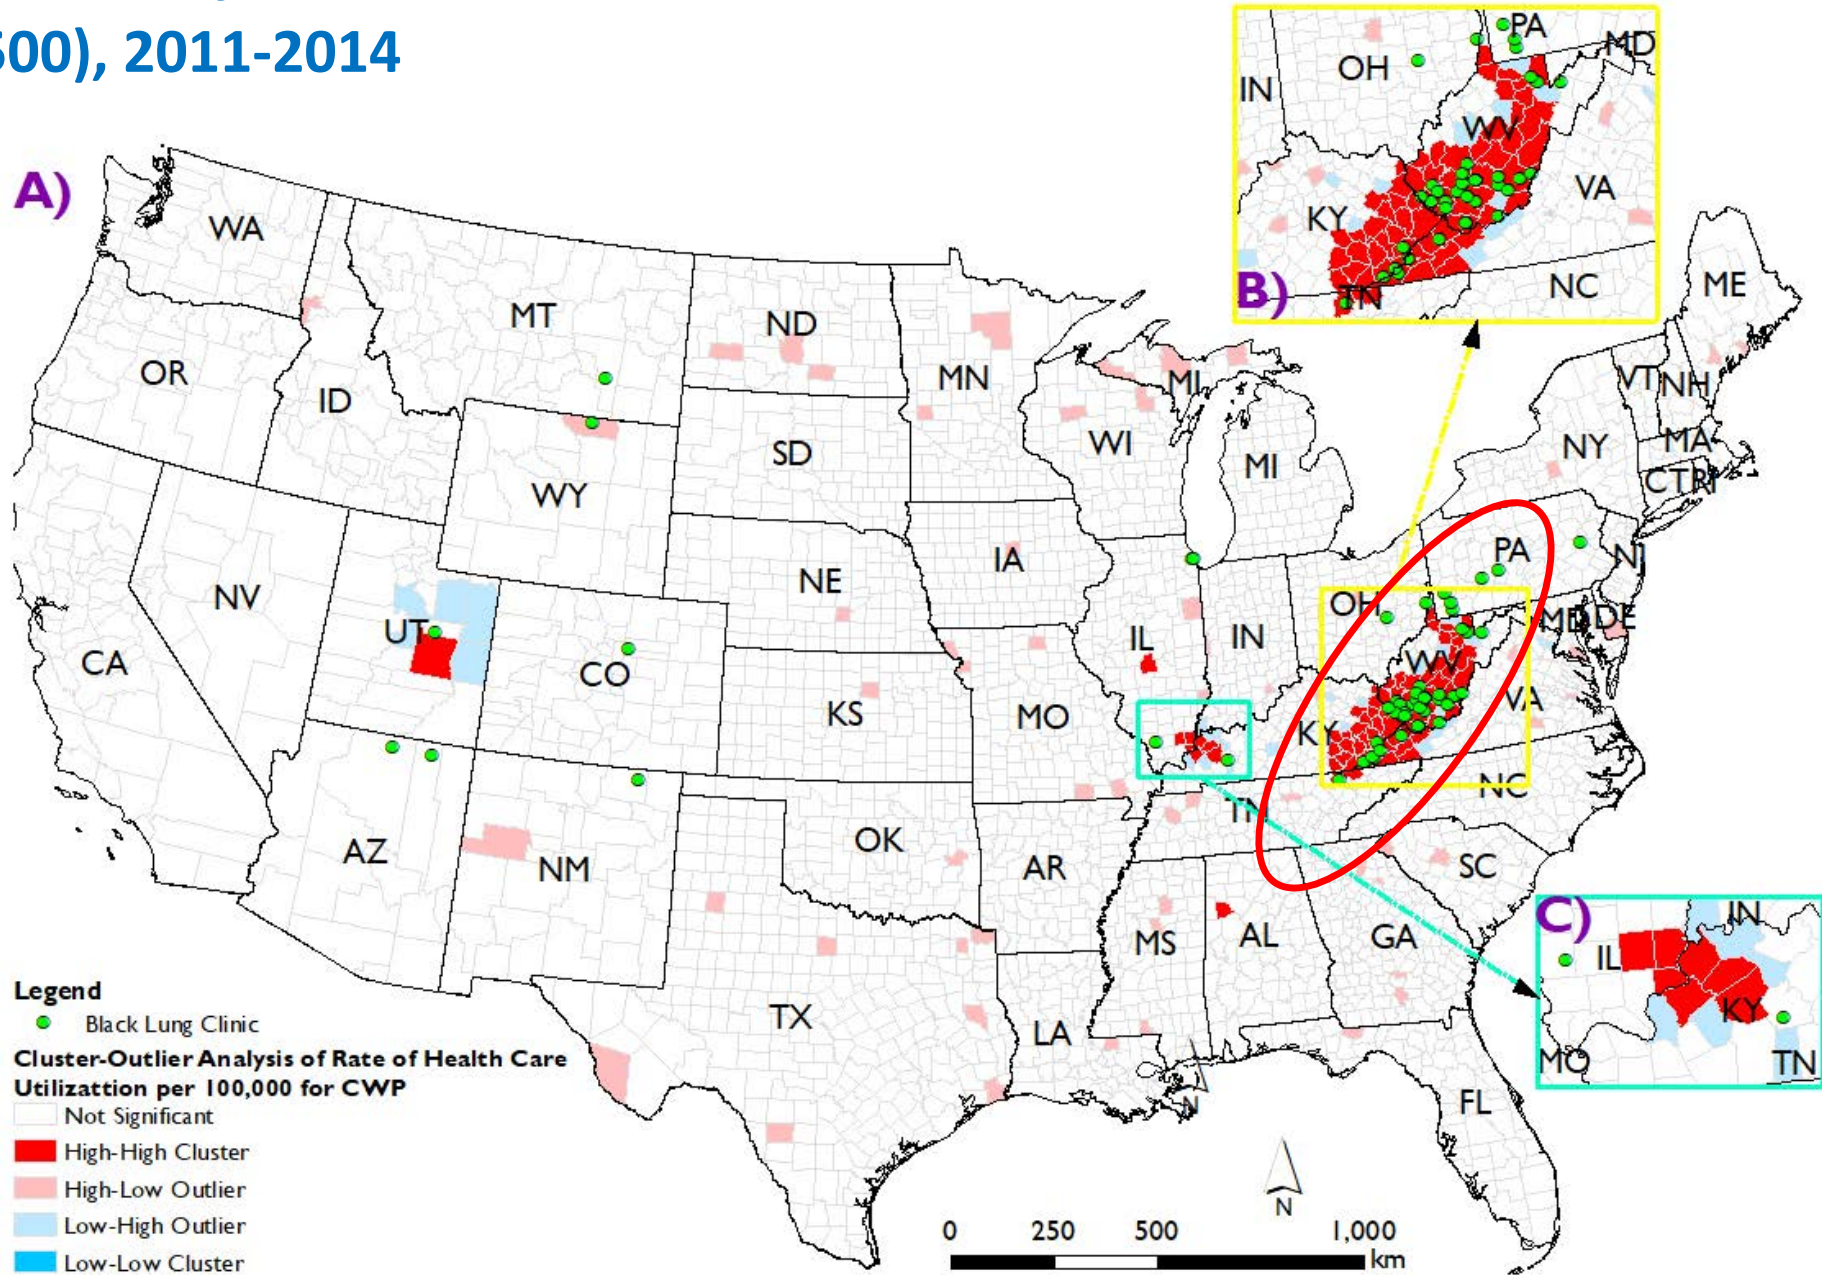 500), 2011-2014
A)
WA
MT
ND
MN
OR
ID
SD
WI
MI
MI
WY
IA
NE
NV
UT
CO
CA
KS
MO
IL
IN
OH
PA
NY
VT
NH
MA
CT
RI
ME
NJ
MD
DE
WV
VA
KY
NC
TN
SC
AZ
NM
OK
AR
TX
LA
MS
AL
GA
FL
B)
IN
OH
PA
MD
WV
VA
KY
TN
NC
C)
IN
IL
KY
MO
TN
Legend
Black Lung Clinic
Cluster-Outlier Analysis of Rate of Health Care
Utilizattion per 100,000 for CWP
Not Significant
High-High Cluster
High-Low Outlier
Low-High Outlier
Low-Low Cluster
N
N
0 250 500 1,000
km